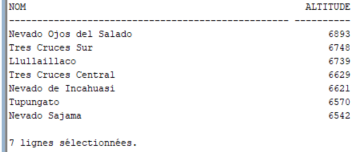 NOM ALTITUDE
-------------------------------------------------- ----------
Nevado Ojos del Salado 6893
Tres Cruces Sur 6748
Llullaillaco 6739
Tres Cruces Central 6629
Nevado de Incahuasi 6621
Tupungato 6570
Nevado Sajama 6542
7 lignes sélectionnées.